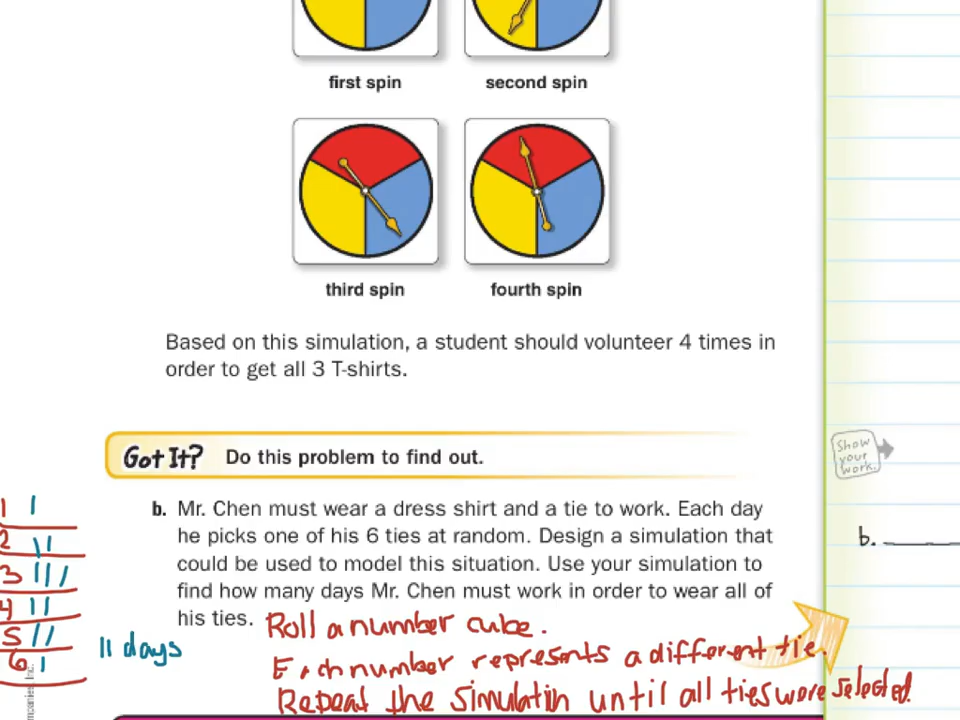 first spin
second spin
third spin
fourth spin
Based on this simulation, a student should volunteer 4 times in
order to get all 3 T-shirts.
Got It? Do this problem to find out.
Show
your
work.
b. Mr. Chen must wear a dress shirt and a tie to work. Each day
he picks one of his 6 ties at random. Design a simulation that
could be used to model this situation. Use your simulation to
find how many days Mr. Chen must work in order to wear all of
his ties.
b.
Roll a number cube.
Each number represents a different tie.
Repeat the simulatin until all ties were selected.
1 |
2 ||
3 |||
4 ||
5 ||
6 |
11 days
mpanies, Inc.